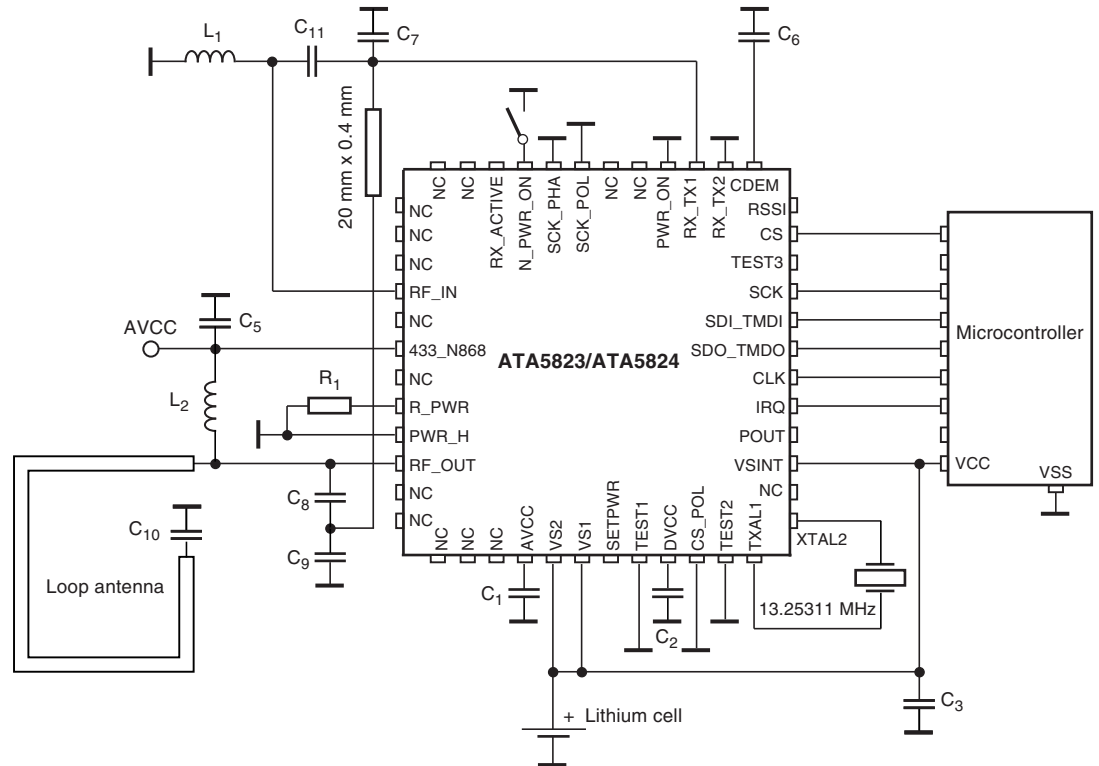 L1
C11
C7
C6
20 mm x 0.4 mm
NC
NC
RX_ACTIVE
N_PWR_ON
SCK_PHA
SCK_POL
NC
NC
PWR_ON
RX_TX1
RX_TX2
CDEM
NC
NC
NC
RF_IN
NC
433_N868
NC
R_PWR
PWR_H
RF_OUT
NC
NC
RSSI
CS
TEST3
SCK
SDI_TMDI
SDO_TMDO
CLK
IRQ
POUT
VSINT
NC
XTAL2
ATA5823/ATA5824
Microcontroller
VCC
VSS
AVCC
C5
L2
R1
C8
C9
C10
Loop antenna
NC
NC
NC
AVCC
VS2
VS1
SETPWR
TEST1
DVCC
CS_POL
TEST2
TXAL1
C1
C2
13.25311 MHz
C3
+ Lithium cell